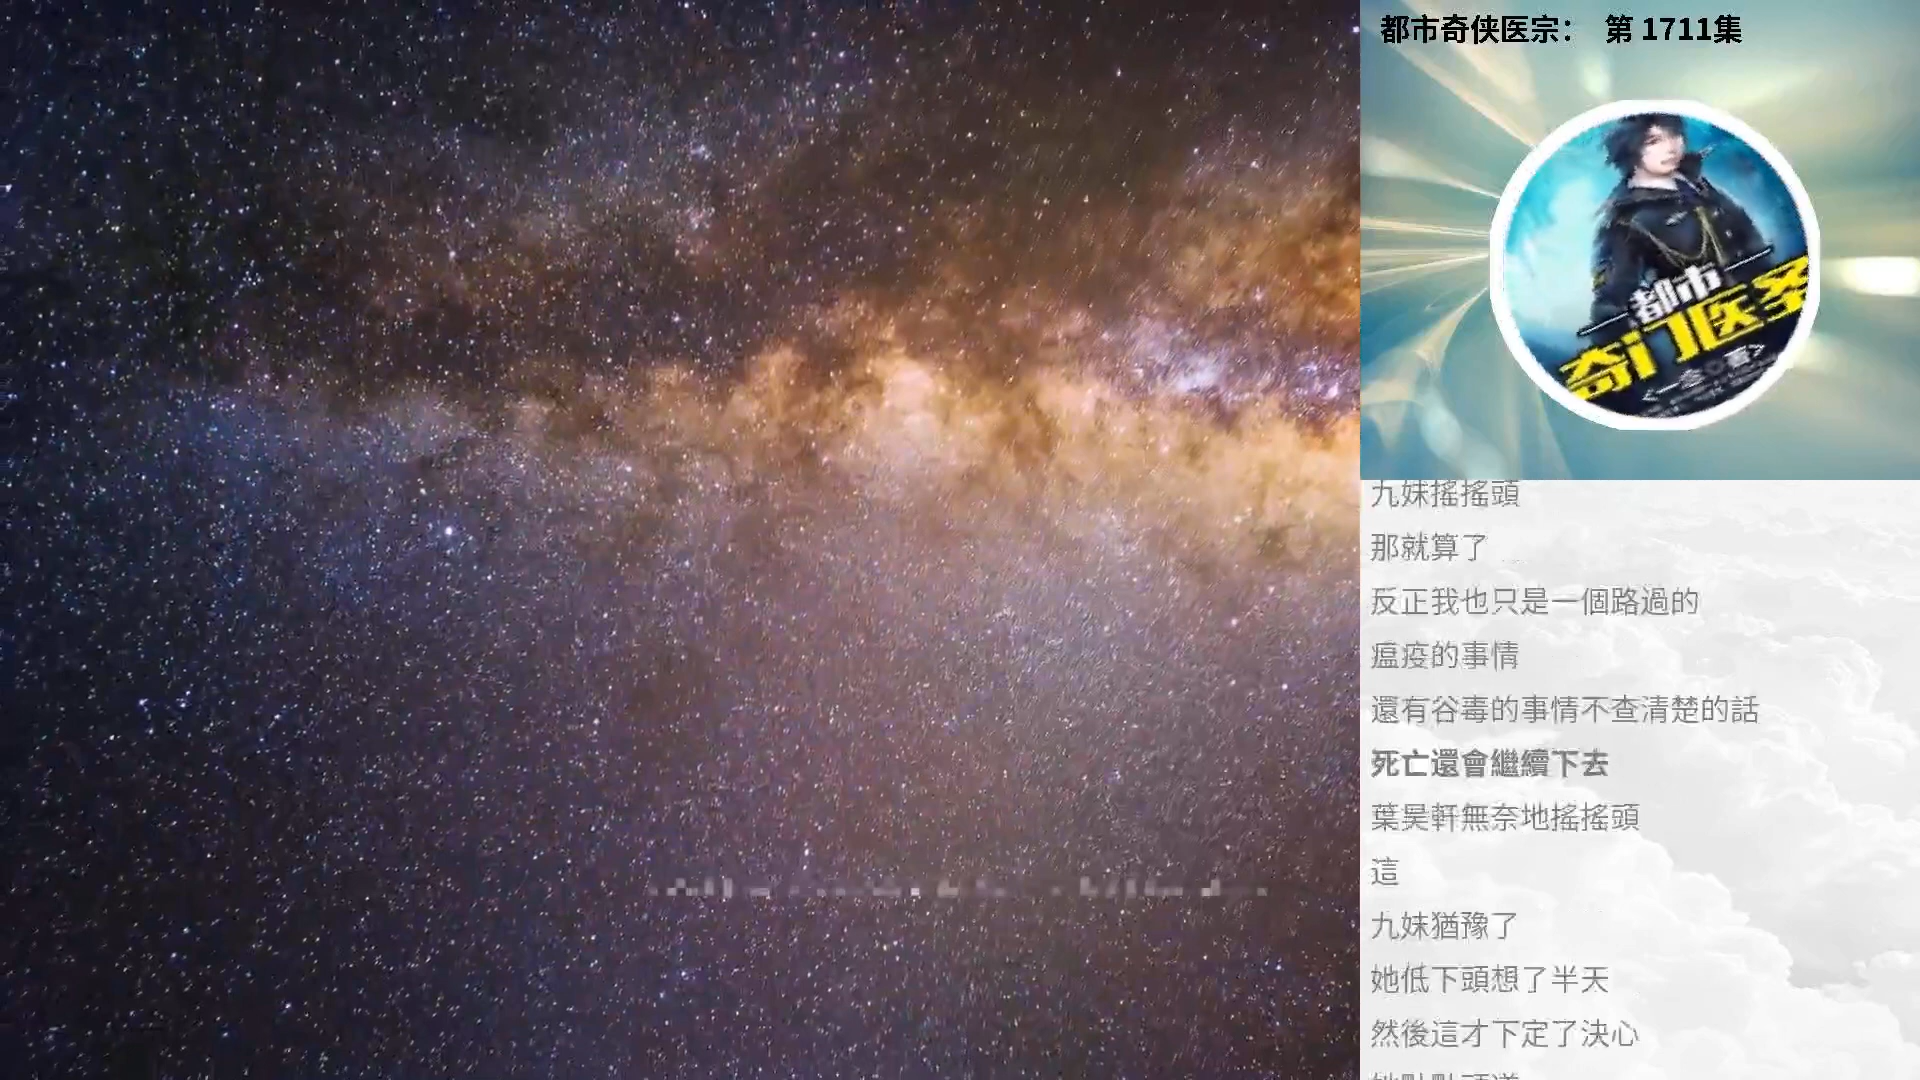 都市奇侠医宗： 第 1711集
都市
奇门医圣
九妹搖搖頭
那就算了
反正我也只是一個路過的
瘟疫的事情
還有谷毒的事情不查清楚的話
死亡還會繼續下去
葉昊軒無奈地搖搖頭
這
九妹猶豫了
她低下頭想了半天
然後這才下定了決心